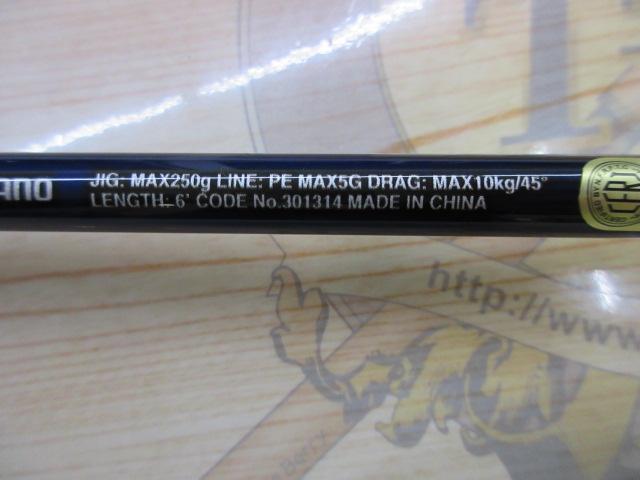 ANO
JIG: MAX250g LINE: PE MAX5G DRAG: MAX10kg/45°
LENGTH: 6' CODE No.301314 MADE IN CHINA
http://www
Berry